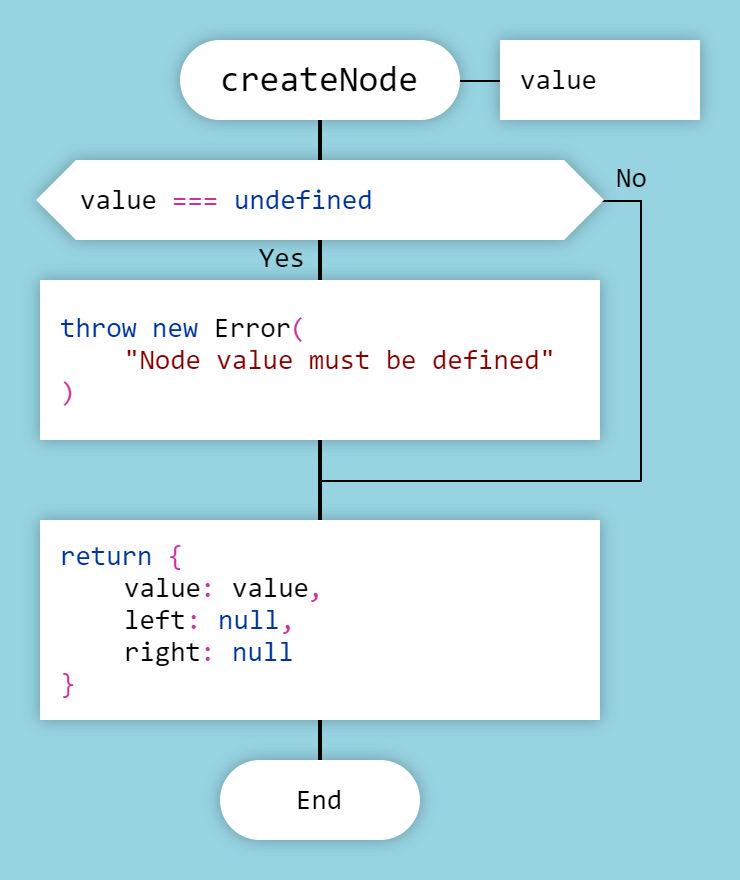 createNode
value
value === undefined
No
Yes
throw new Error(
"Node value must be defined"
)
return {
value: value,
left: null,
right: null
}
End